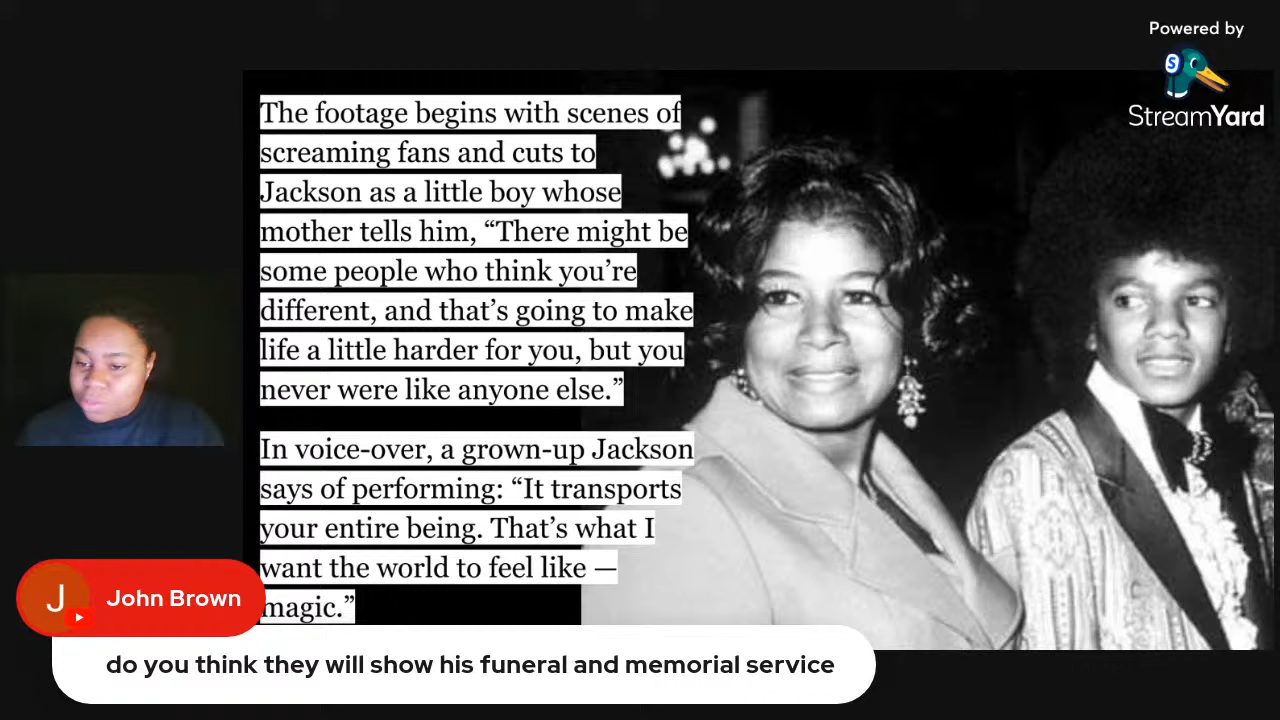 Powered by
StreamYard
The footage begins with scenes of
screaming fans and cuts to
Jackson as a little boy whose
mother tells him, “There might be
some people who think you’re
different, and that’s going to make
life a little harder for you, but you
never were like anyone else.”
In voice-over, a grown-up Jackson
says of performing: “It transports
your entire being. That’s what I
want the world to feel like —
magic.”
J
John Brown
do you think they will show his funeral and memorial service